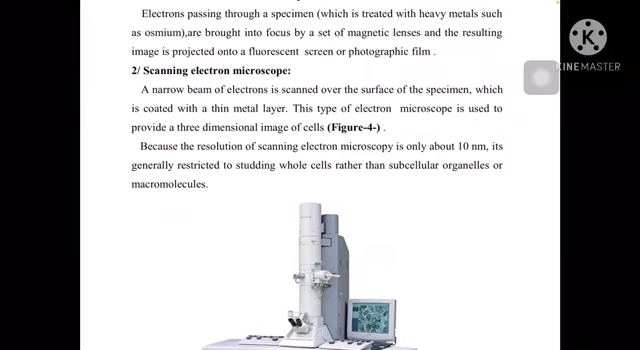 Electrons passing through a specimen (which is treated with heavy metals such
as osmium),are brought into focus by a set of magnetic lenses and the resulting
image is projected onto a fluorescent screen or photographic film .
2/ Scanning electron microscope:
A narrow beam of electrons is scanned over the surface of the specimen, which
is coated with a thin metal layer. This type of electron microscope is used to
provide a three dimensional image of cells (Figure-4-) .
Because the resolution of scanning electron microscopy is only about 10 nm, its
generally restricted to studding whole cells rather than subcellular organelles or
macromolecules.
KINEMASTER